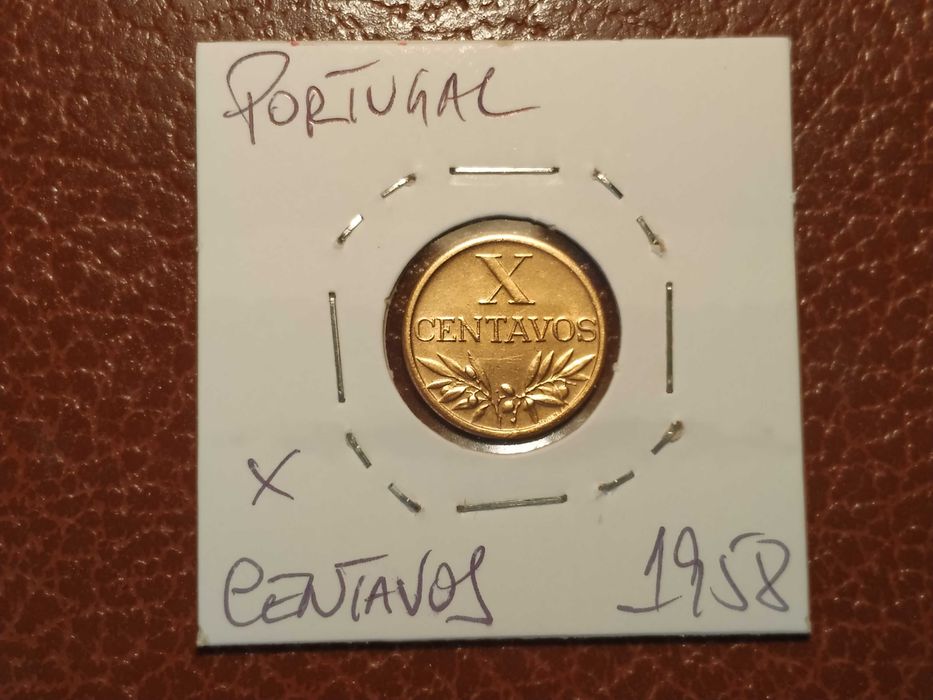 PORTUGAL
X
CENTAVOS
X
CENTAVOS 1958